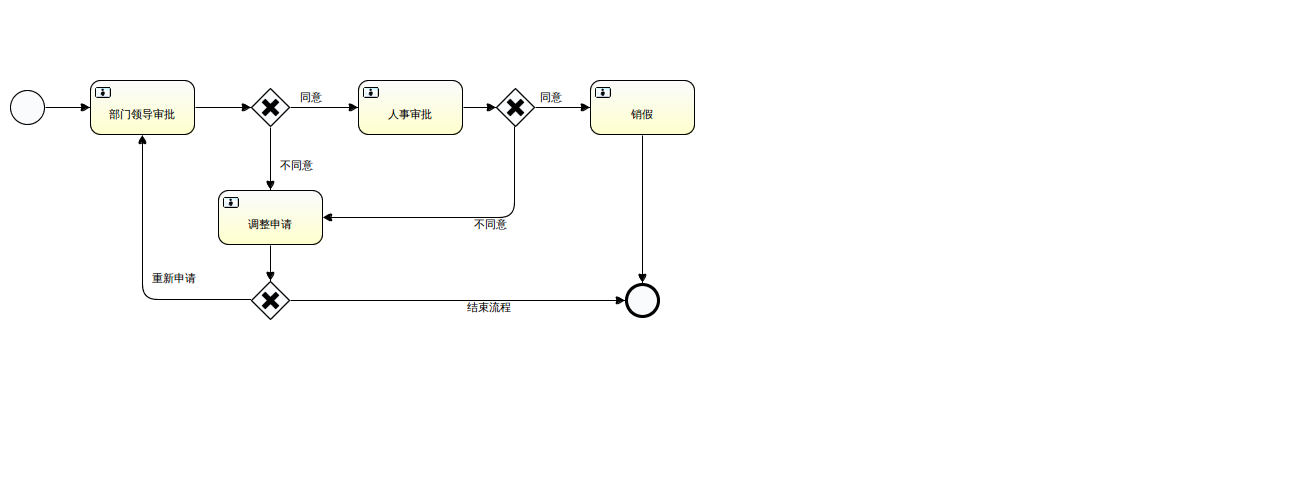 同意
同意
部门领导审批
人事审批
销假
不同意
调整申请
不同意
重新申请
结束流程